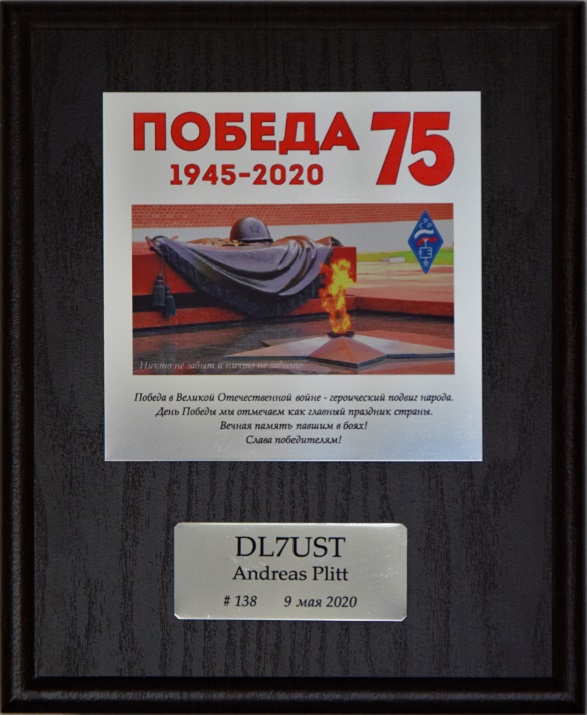 ПОБЕДА 75
1945-2020
СРР
Никто не забыт и ничто не забыто
Победа в Великой Отечественной войне - героический подвиг народа.
День Победы мы отмечаем как главный праздник страны.
Вечная память павшим в боях!
Слава победителям!
DL7UST
Andreas Plitt
# 138 9 мая 2020